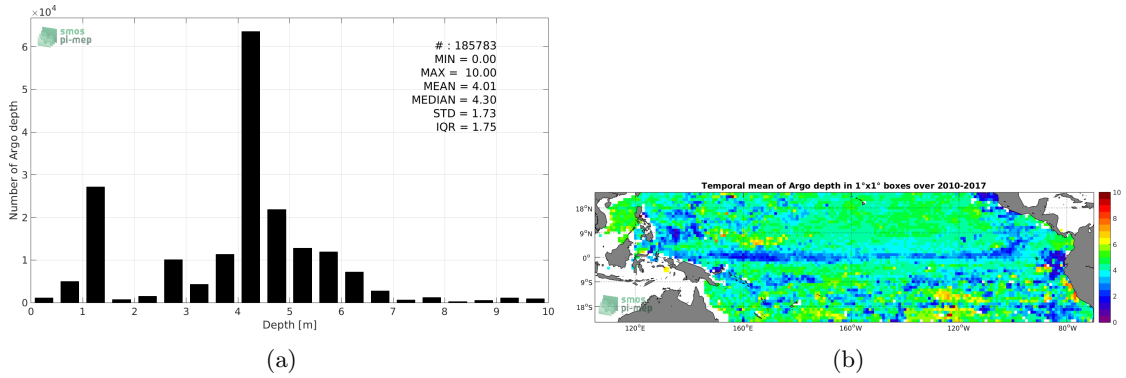 ×10⁴
smos
pi-mep
# : 185783
MIN = 0.00
MAX = 10.00
MEAN = 4.01
MEDIAN = 4.30
STD = 1.73
IQR = 1.75
Number of Argo depth
6
5
4
3
2
1
0
0 1 2 3 4 5 6 7 8 9 10
Depth [m]
(a)
Temporal mean of Argo depth in 1°x1° boxes over 2010-2017
18°N
9°N
0°
9°S
18°S
smos
pi-mep
120°E 160°E 160°W 120°W 80°W
10
8
6
4
2
0
(b)